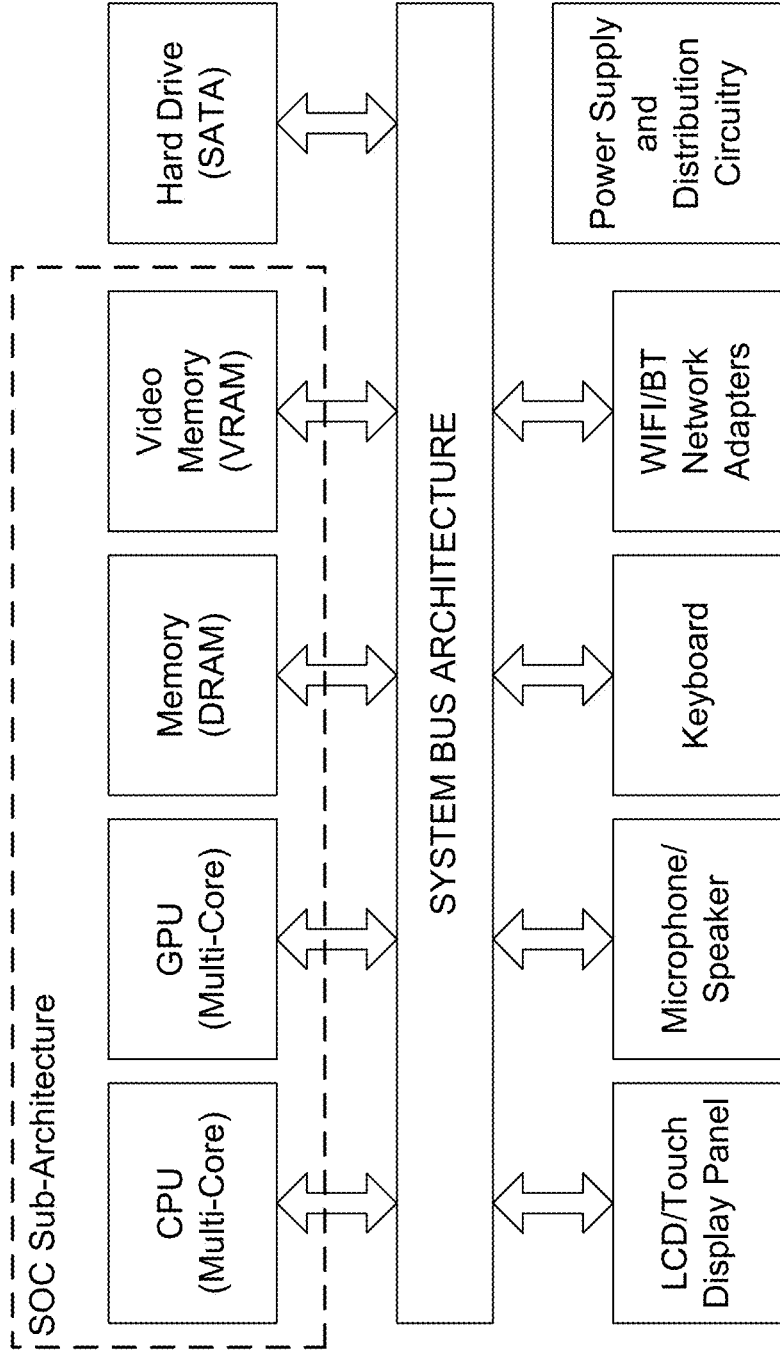 SOC Sub-Architecture
CPU
(Multi-Core)
GPU
(Multi-Core)
Memory
(DRAM)
Video
Memory
(VRAM)
Hard Drive
(SATA)
SYSTEM BUS ARCHITECTURE
LCD/Touch
Display Panel
Microphone/
Speaker
Keyboard
WIFI/BT
Network
Adapters
Power Supply
and
Distribution
Circuitry